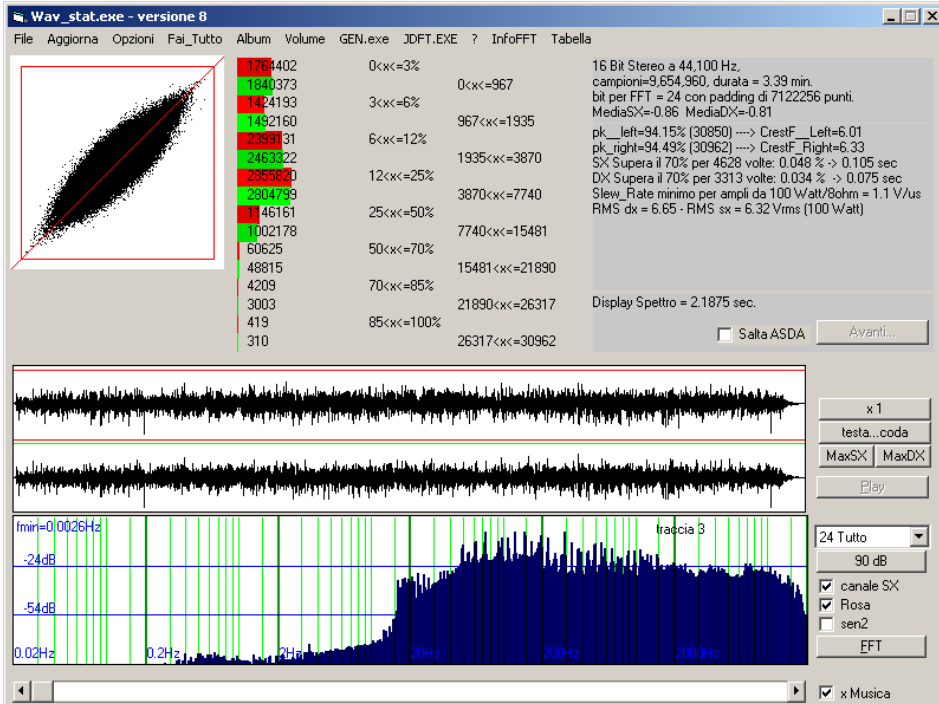 Wav_stat.exe - versione 8
File Aggiorna Opzioni Fai_Tutto Album Volume GEN.exe JDFT.EXE ? InfoFFT Tabella
1764402 0<x<=3%
1840373 0<x<=967
1424193 3<x<=6%
1492160 967<x<=1935
2399131 6<x<=12%
2463322 1935<x<=3870
2855820 12<x<=25%
2804799 3870<x<=7740
1146161 25<x<=50%
1002178 7740<x<=15481
60625 50<x<=70%
48815 15481<x<=21890
4209 70<x<=85%
3003 21890<x<=26317
419 85<x<=100%
310 26317<x<=30962
16 Bit Stereo a 44,100 Hz,
campioni=9,654,960, durata = 3.39 min.
bit per FFT = 24 con padding di 7122256 punti.
MediaSX=-0.86 MediaDX=-0.81
pk__left=94.15% (30850) ----> CrestF__Left=6.01
pk_right=94.49% (30962) ----> CrestF_Right=6.33
SX Supera il 70% per 4628 volte: 0.048 % -> 0.105 sec
DX Supera il 70% per 3313 volte: 0.034 % -> 0.075 sec
Slew_Rate minimo per ampli da 100 Watt/8ohm = 1.1 V/us
RMS dx = 6.65 - RMS sx = 6.32 Vrms (100 Watt)
Display Spettro = 2.1875 sec.
Salta ASDA
Avanti...
x 1
testa...coda
MaxSX MaxDX
Play
fmin=0.0026Hz
traccia 3
-24dB
-54dB
0.02Hz 0.2Hz 2Hz 20Hz 200Hz 2000Hz
24 Tutto
90 dB
canale SX
Rosa
sen2
FFT
x Musica